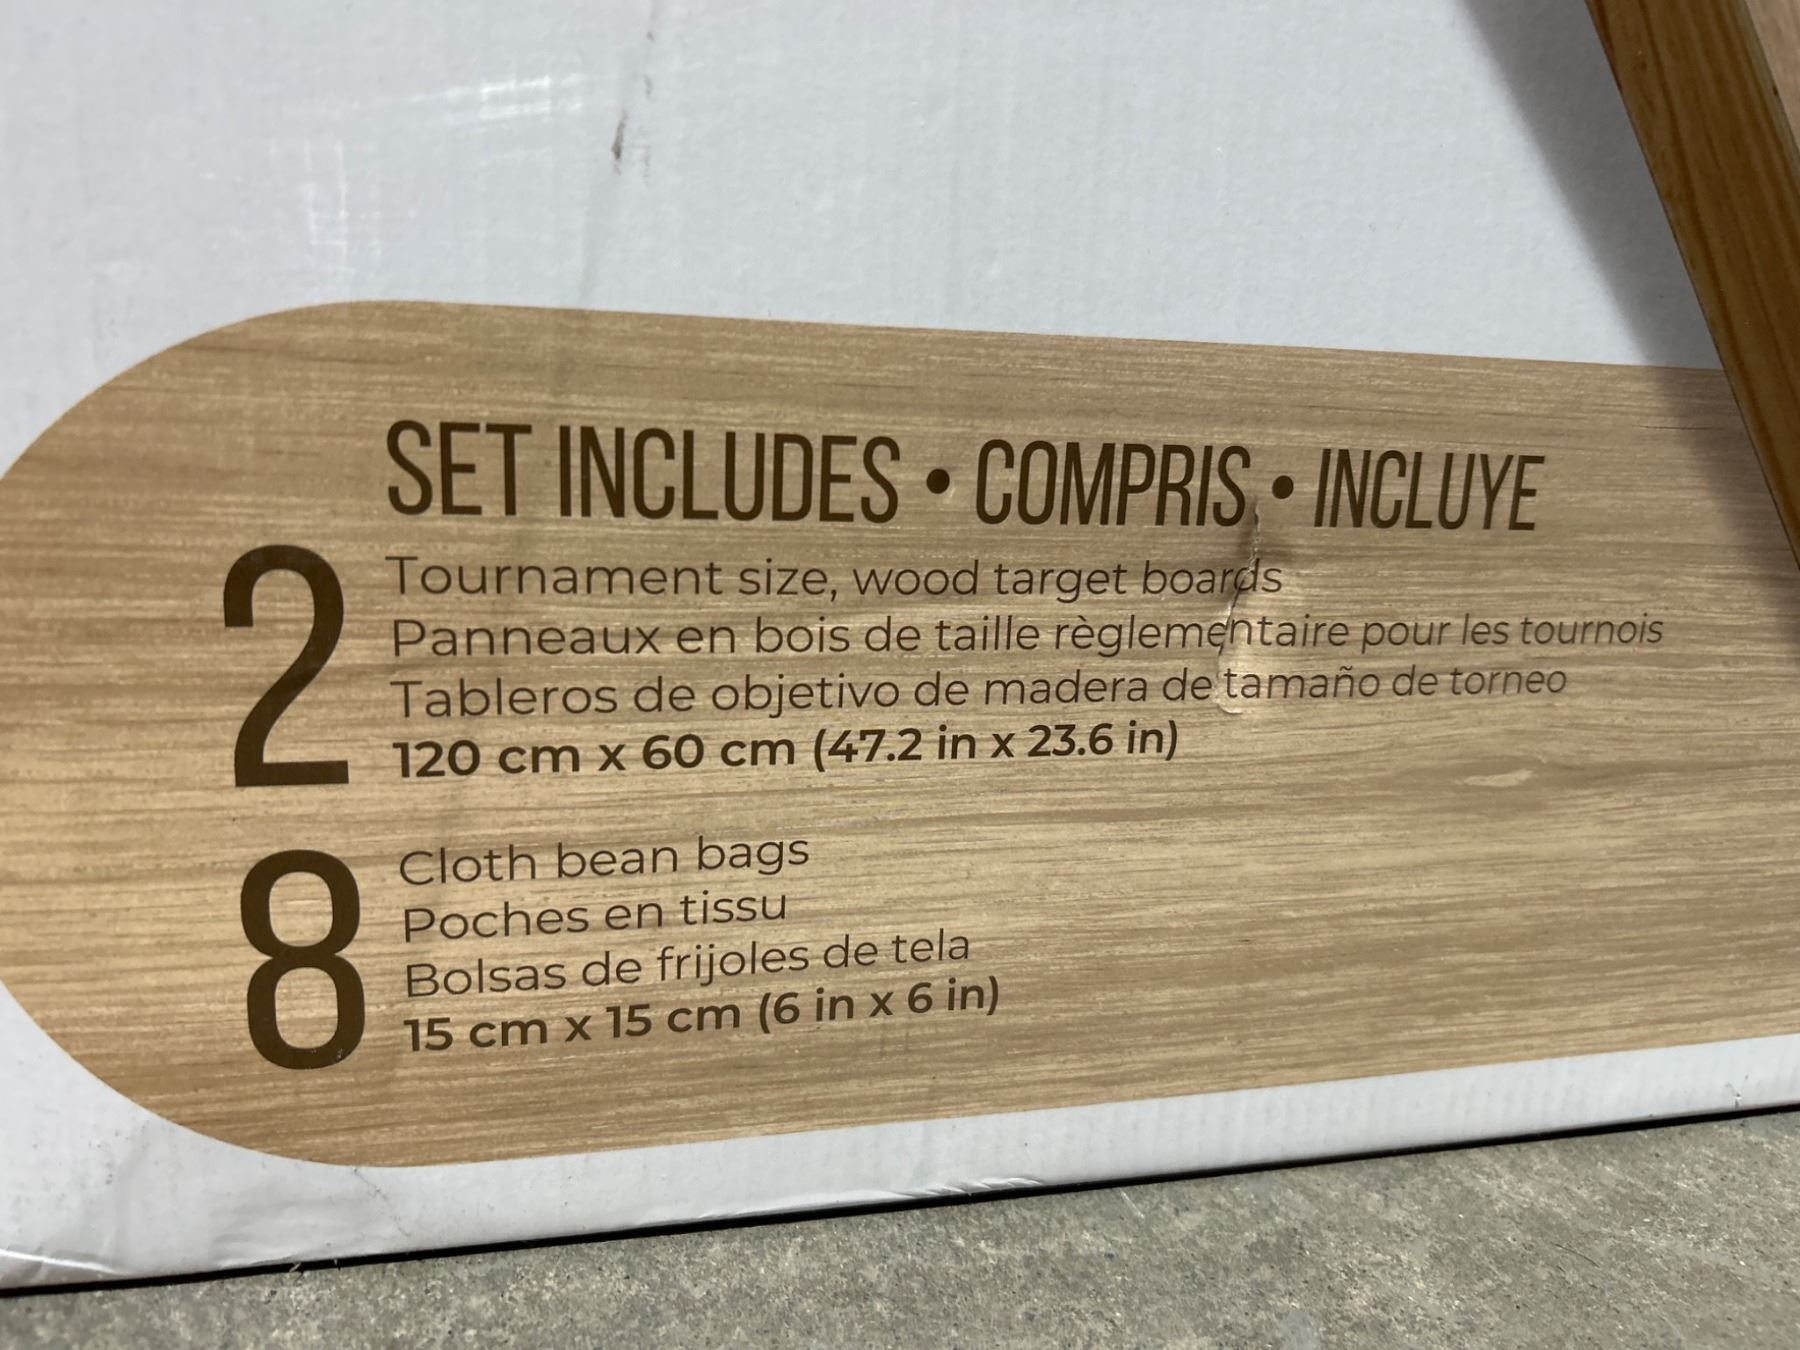 SET INCLUDES • COMPRIS • INCLUYE
2
Tournament size, wood target boards
Panneaux en bois de taille règlementaire pour les tournois
Tableros de objetivo de madera de tamaño de torneo
120 cm x 60 cm (47.2 in x 23.6 in)
8
Cloth bean bags
Poches en tissu
Bolsas de frijoles de tela
15 cm x 15 cm (6 in x 6 in)